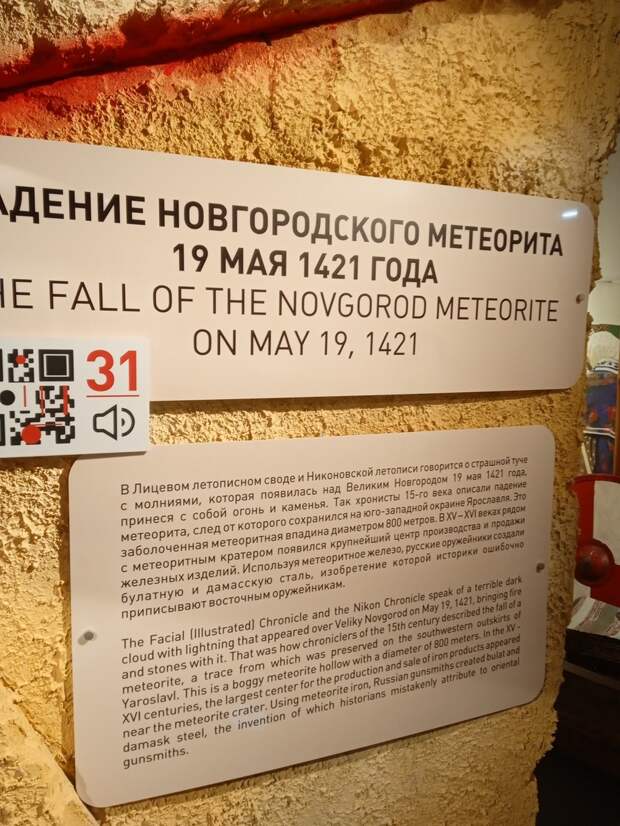 АДЕНИЕ НОВГОРОДСКОГО МЕТЕОРИТА
19 МАЯ 1421 ГОДА
HE FALL OF THE NOVGOROD METEORITE
ON MAY 19, 1421
31
В Лицевом летописном своде и Никоновской летописи говорится о страшной туче
с молниями, которая появилась над Великим Новгородом 19 мая 1421 года,
принеся с собой огонь и каменья. Так хронисты 15-го века описали падение
метеорита, след от которого сохранился на юго-западной окраине Ярославля. Это
заболоченная метеоритная впадина диаметром 800 метров. В XV – XVI веках рядом
с метеоритным кратером появился крупнейший центр производства и продажи
железных изделий. Используя метеоритное железо, русские оружейники создали
булатную и дамасскую сталь, изобретение которой историки ошибочно
приписывают восточным оружейникам.
The Facial (Illustrated) Chronicle and the Nikon Chronicle speak of a terrible dark
cloud with lightning that appeared over Veliky Novgorod on May 19, 1421, bringing fire
and stones with it. That was how chroniclers of the 15th century described the fall of a
meteorite, a trace from which was preserved on the southwestern outskirts of
Yaroslavl. This is a boggy meteorite hollow with a diameter of 800 meters. In the XV -
XVI centuries, the largest center for the production and sale of iron products appeared
near the meteorite crater. Using meteorite iron, Russian gunsmiths created bulat and
damask steel, the invention of which historians mistakenly attribute to oriental
gunsmiths.